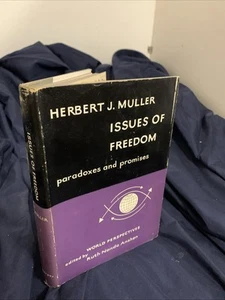 HERBERT J. MULLER
ISSUES OF
FREEDOM
paradoxes and promises
WORLD PERSPECTIVES
edited by
Ruth Nanda Anshen
ISSUES OF FREEDOM
MULLER